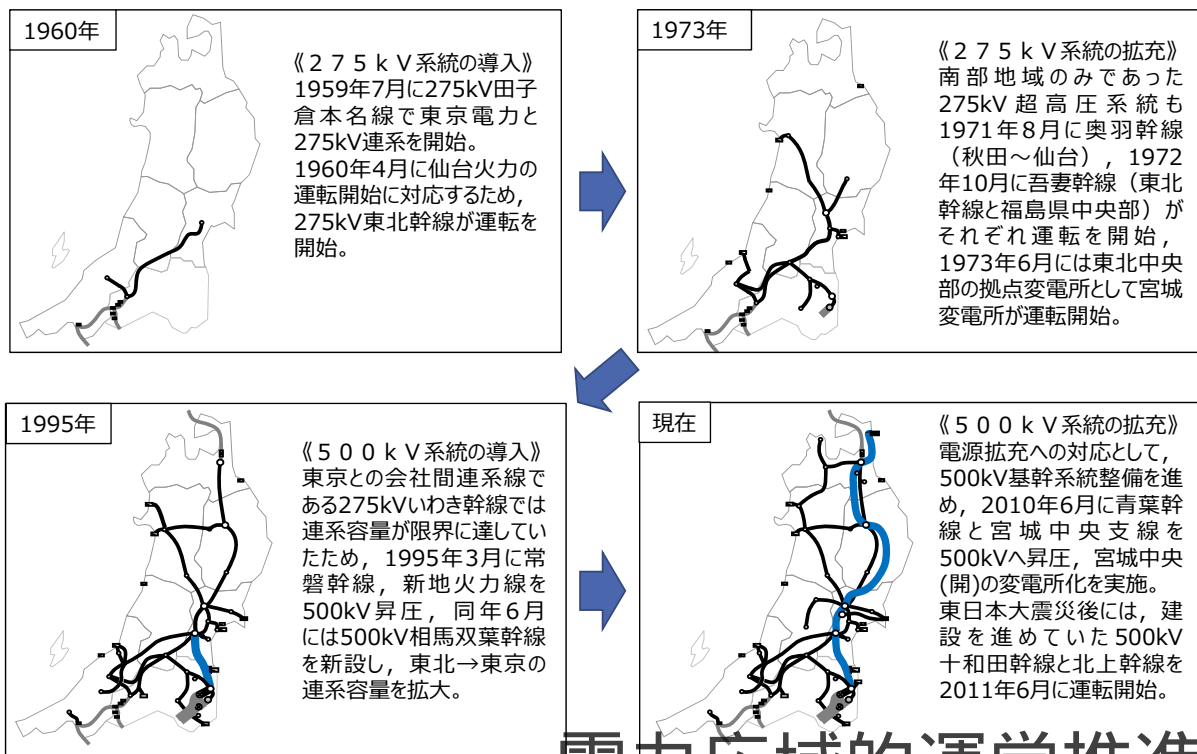 1960年
《２７５ｋＶ系統の導入》
1959年7月に275kV田子
倉本名線で東京電力と
275kV連系を開始。
1960年4月に仙台火力の
運転開始に対応するため，
275kV東北幹線が運転を
開始。
1973年
《２７５ｋＶ系統の拡充》
南部地域のみであった
275kV 超高圧系統も
1971年8月に奥羽幹線
（秋田～仙台），1972
年10月に吾妻幹線（東北
幹線と福島県中央部）が
それぞれ運転を開始，
1973年6月には東北中央
部の拠点変電所として宮城
変電所が運転開始。
1995年
《５００ｋＶ系統の導入》
東京との会社間連系線で
ある275kVいわき幹線では
連系容量が限界に達してい
たため，1995年3月に常
磐幹線，新地火力線を
500kV昇圧，同年6月
には500kV相馬双葉幹線
を新設し，東北→東京の
連系容量を拡大。
現在
《５００ｋＶ系統の拡充》
電源拡充への対応として，
500kV基幹系統整備を進
め，2010年6月に青葉幹
線と宮城中央支線を
500kVへ昇圧，宮城中央
(開)の変電所化を実施。
東日本大震災後には，建
設を進めていた500kV
十和田幹線と北上幹線を
2011年6月に運転開始。